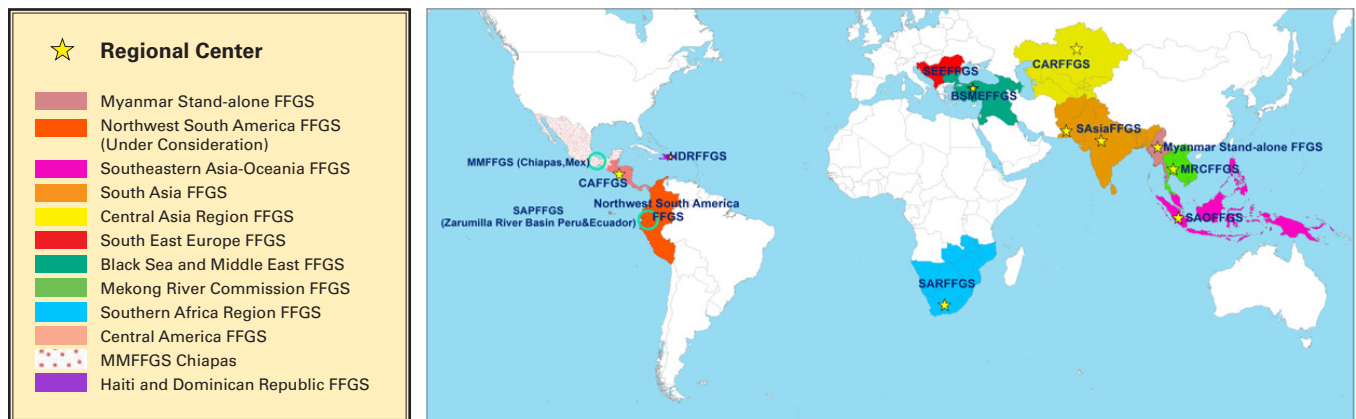 Regional Center
Myanmar Stand-alone FFGS
Northwest South America FFGS
(Under Consideration)
Southeastern Asia-Oceania FFGS
South Asia FFGS
Central Asia Region FFGS
South East Europe FFGS
Black Sea and Middle East FFGS
Mekong River Commission FFGS
Southern Africa Region FFGS
Central America FFGS
MMFFGS Chiapas
Haiti and Dominican Republic FFGS
CARFFGS
SEEFFGS
BSMEFFGS
SAsiaFFGS
Myanmar Stand-alone FFGS
HDRFFGS
MMFFGS (Chiapas,Mex)
MRCFFGS
CAFFGS
Northwest South America
FFGS
SAPFFGS
(Zarumilla River Basin Peru&Ecuador)
SAOFFGS
SARFFGS